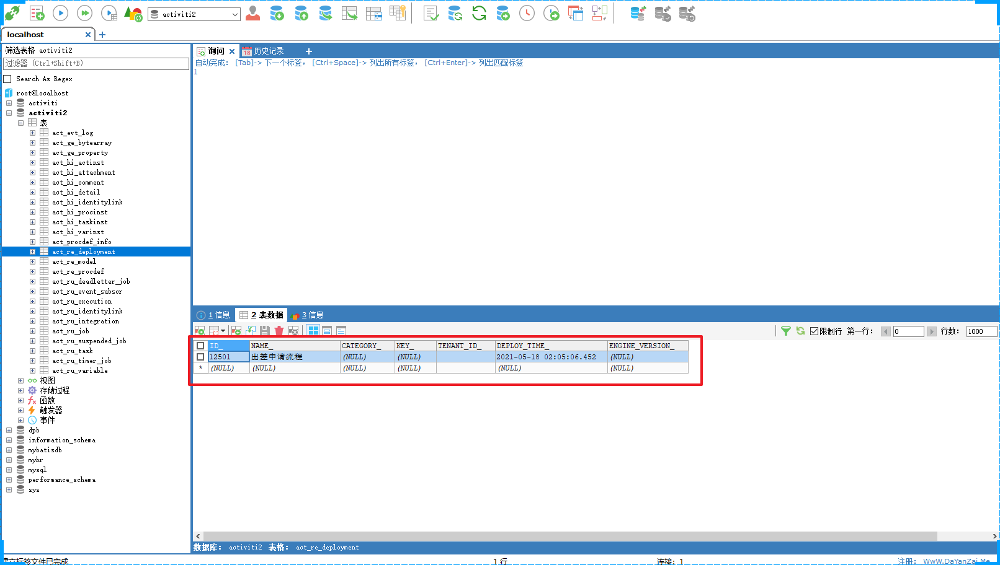 activiti2
localhost
筛选表格 activiti2
过滤器 (Ctrl+Shift+B)
Search As Regex
root@localhost
activiti
activiti2
表
act_evt_log
act_ge_bytearray
act_ge_property
act_hi_actinst
act_hi_attachment
act_hi_comment
act_hi_detail
act_hi_identitylink
act_hi_procinst
act_hi_taskinst
act_hi_varinst
act_procdef_info
act_re_deployment
act_re_model
act_re_procdef
act_ru_deadletter_job
act_ru_event_subscr
act_ru_execution
act_ru_identitylink
act_ru_integration
act_ru_job
act_ru_suspended_job
act_ru_task
act_ru_timer_job
act_ru_variable
视图
存储过程
函数
触发器
事件
dpb
information_schema
mybatisdb
myhr
mysql
performance_schema
sys
询问 18 历史记录
自动完成： [Tab]-> 下一个标签， [Ctrl+Space]-> 列出所有标签， [Ctrl+Enter]-> 列出匹配标签
1
1 信息 2 表数据 3 信息
限制行 第一行： 0 行数： 1000
ID_ NAME_ CATEGORY_ KEY_ TENANT_ID_ DEPLOY_TIME_ ENGINE_VERSION_
12501 出差申请流程 (NULL) (NULL) 2021-05-18 02:05:06.452 (NULL)
* (NULL) (NULL) (NULL) (NULL) (NULL) (NULL)
数据库： activiti2 表格： act_re_deployment
建立标签文件已完成 1 行 连接： 1 注册： WwW.DaYanZai.Me